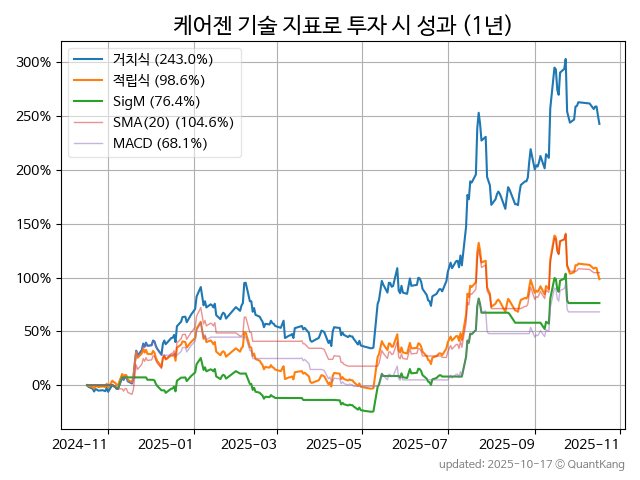 케어젠 기술 지표로 투자 시 성과 (1년)
거치식 (243.0%)
적립식 (98.6%)
SigM (76.4%)
SMA(20) (104.6%)
MACD (68.1%)
300%
250%
200%
150%
100%
50%
0%
2024-11
2025-01
2025-03
2025-05
2025-07
2025-09
2025-11
updated: 2025-10-17 © QuantKang